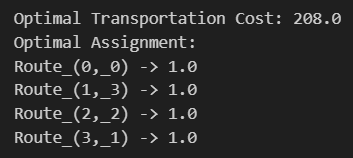 Optimal Transportation Cost: 208.0
Optimal Assignment:
Route_(0,_0) -> 1.0
Route_(1,_3) -> 1.0
Route_(2,_2) -> 1.0
Route_(3,_1) -> 1.0